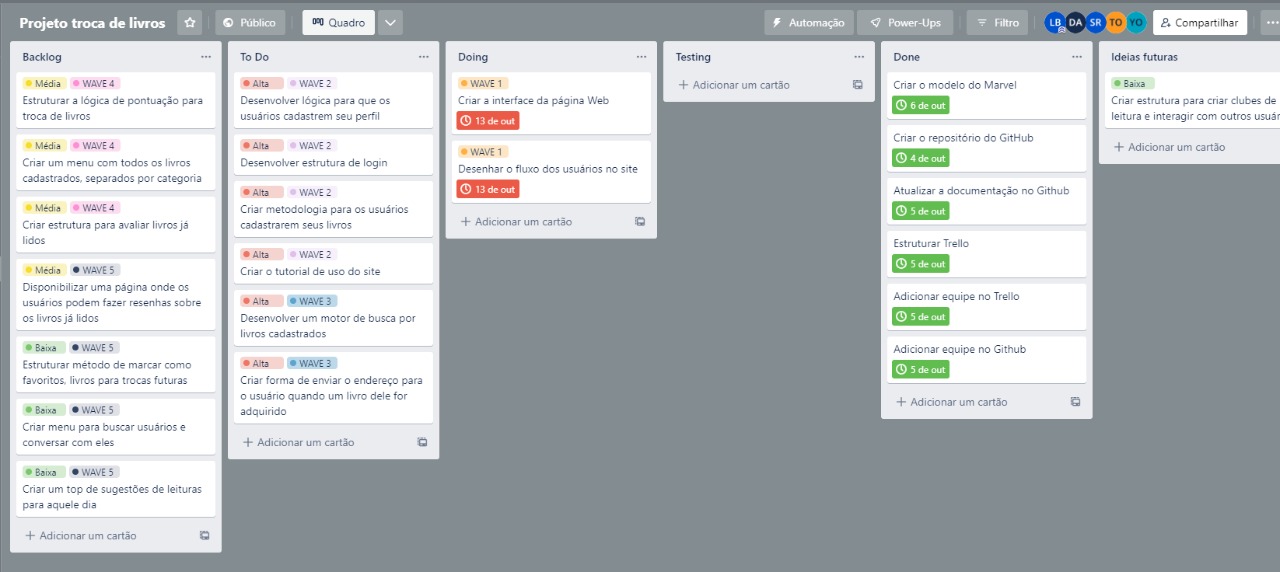 Projeto troca de livros
Público
Quadro
Automação
Power-Ups
Filtro
LB
DA
SR
TO
YO
Compartilhar
Backlog
Média WAVE 4
Estruturar a lógica de pontuação para
troca de livros
Média WAVE 4
Criar um menu com todos os livros
cadastrados, separados por categoria
Média WAVE 4
Criar estrutura para avaliar livros já
lidos
Média WAVE 5
Disponibilizar uma página onde os
usuários podem fazer resenhas sobre
os livros já lidos
Baixa WAVE 5
Estruturar método de marcar como
favoritos, livros para trocas futuras
Baixa WAVE 5
Criar menu para buscar usuários e
conversar com eles
Baixa WAVE 5
Criar um top de sugestões de leituras
para aquele dia
+ Adicionar um cartão
To Do
Alta WAVE 2
Desenvolver lógica para que os
usuários cadastrem seu perfil
Alta WAVE 2
Desenvolver estrutura de login
Alta WAVE 2
Criar metodologia para os usuários
cadastrarem seus livros
Alta WAVE 2
Criar o tutorial de uso do site
Alta WAVE 3
Desenvolver um motor de busca por
livros cadastrados
Alta WAVE 3
Criar forma de enviar o endereço para
o usuário quando um livro dele for
adquirido
+ Adicionar um cartão
Doing
WAVE 1
Criar a interface da página Web
13 de out
WAVE 1
Desenhar o fluxo dos usuários no site
13 de out
+ Adicionar um cartão
Testing
+ Adicionar um cartão
Done
Criar o modelo do Marvel
6 de out
Criar o repositório do GitHub
4 de out
Atualizar a documentação no Github
5 de out
Estruturar Trello
5 de out
Adicionar equipe no Trello
5 de out
Adicionar equipe no Github
5 de out
+ Adicionar um cartão
Ideias futuras
Baixa
Criar estrutura para criar clubes de
leitura e interagir com outros usuár
+ Adicionar um cartão